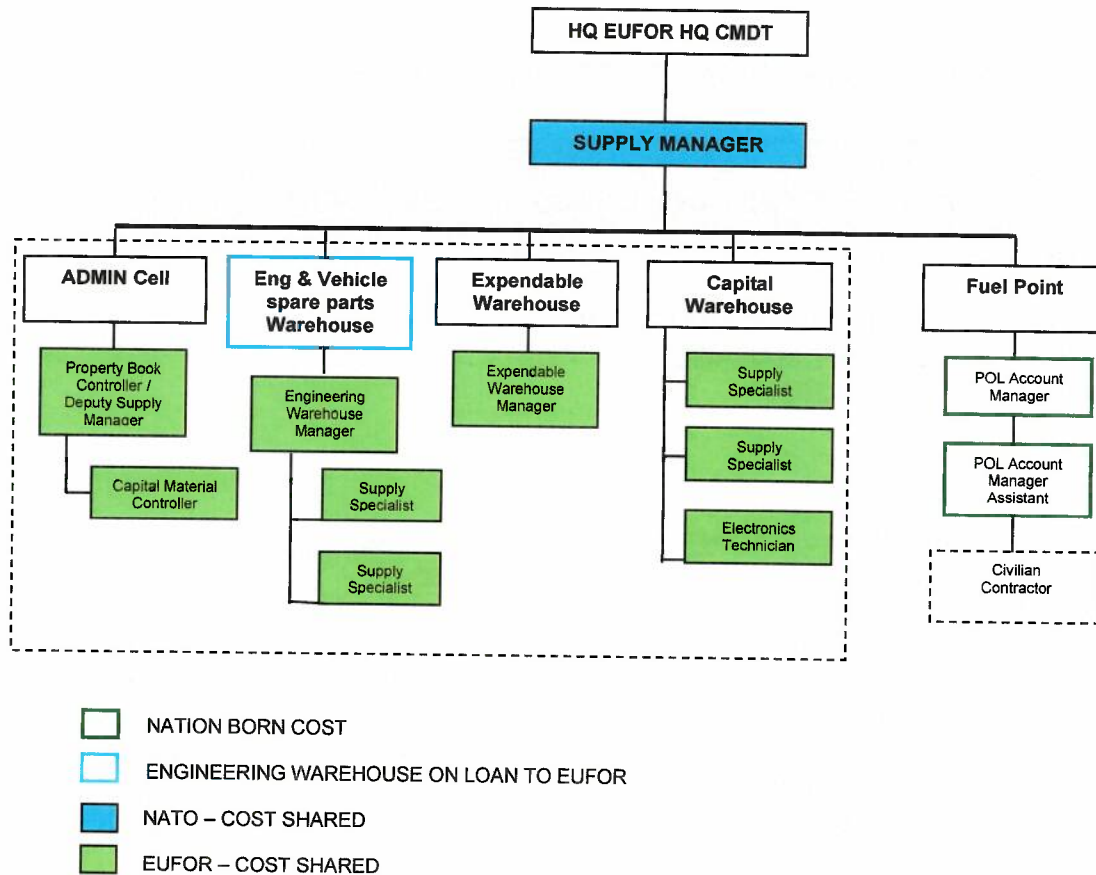 HQ EUFOR HQ CMDT
SUPPLY MANAGER
ADMIN Cell
Eng & Vehicle
spare parts
Warehouse
Expendable
Warehouse
Capital
Warehouse
Fuel Point
Property Book
Controller /
Deputy Supply
Manager
Capital Material
Controller
Engineering
Warehouse
Manager
Supply
Specialist
Supply
Specialist
Expendable
Warehouse
Manager
Supply
Specialist
Supply
Specialist
Electronics
Technician
POL Account
Manager
POL Account
Manager
Assistant
Civilian
Contractor
NATION BORN COST
ENGINEERING WAREHOUSE ON LOAN TO EUFOR
NATO – COST SHARED
EUFOR – COST SHARED